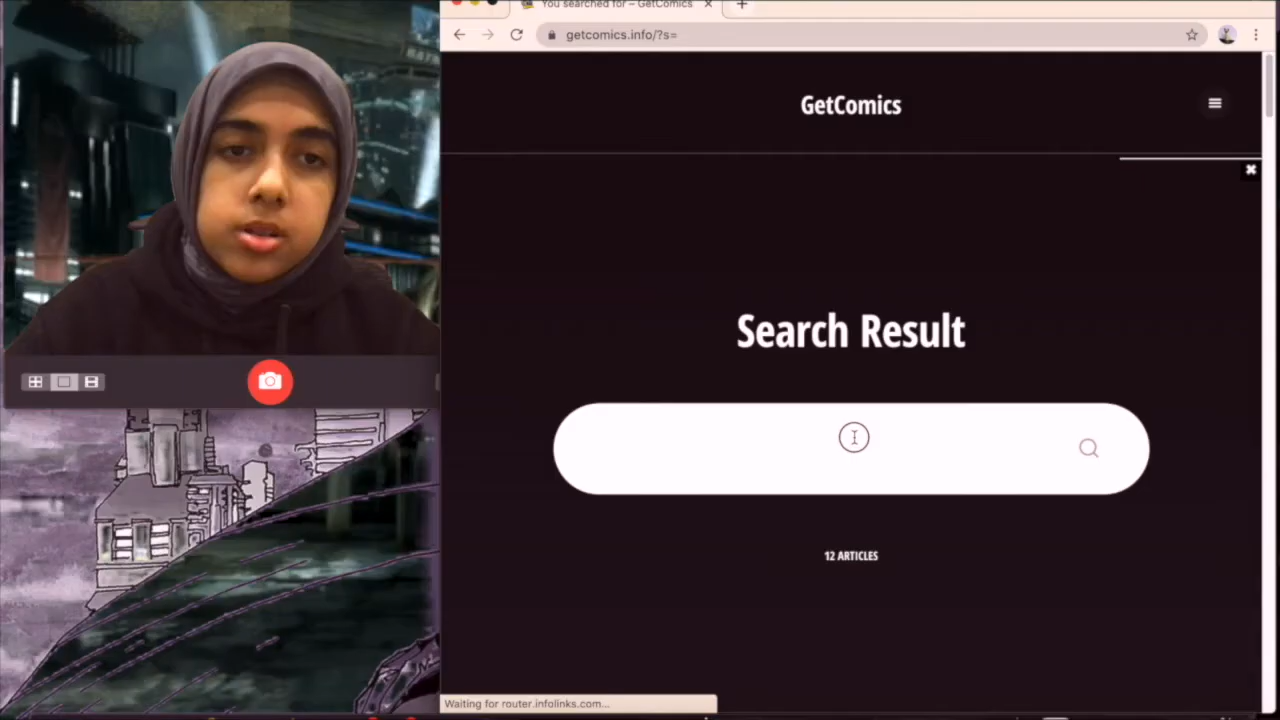 You searched for – GetComics
getcomics.info/?s=
GetComics
Search Result
12 ARTICLES
Waiting for router.infolinks.com...